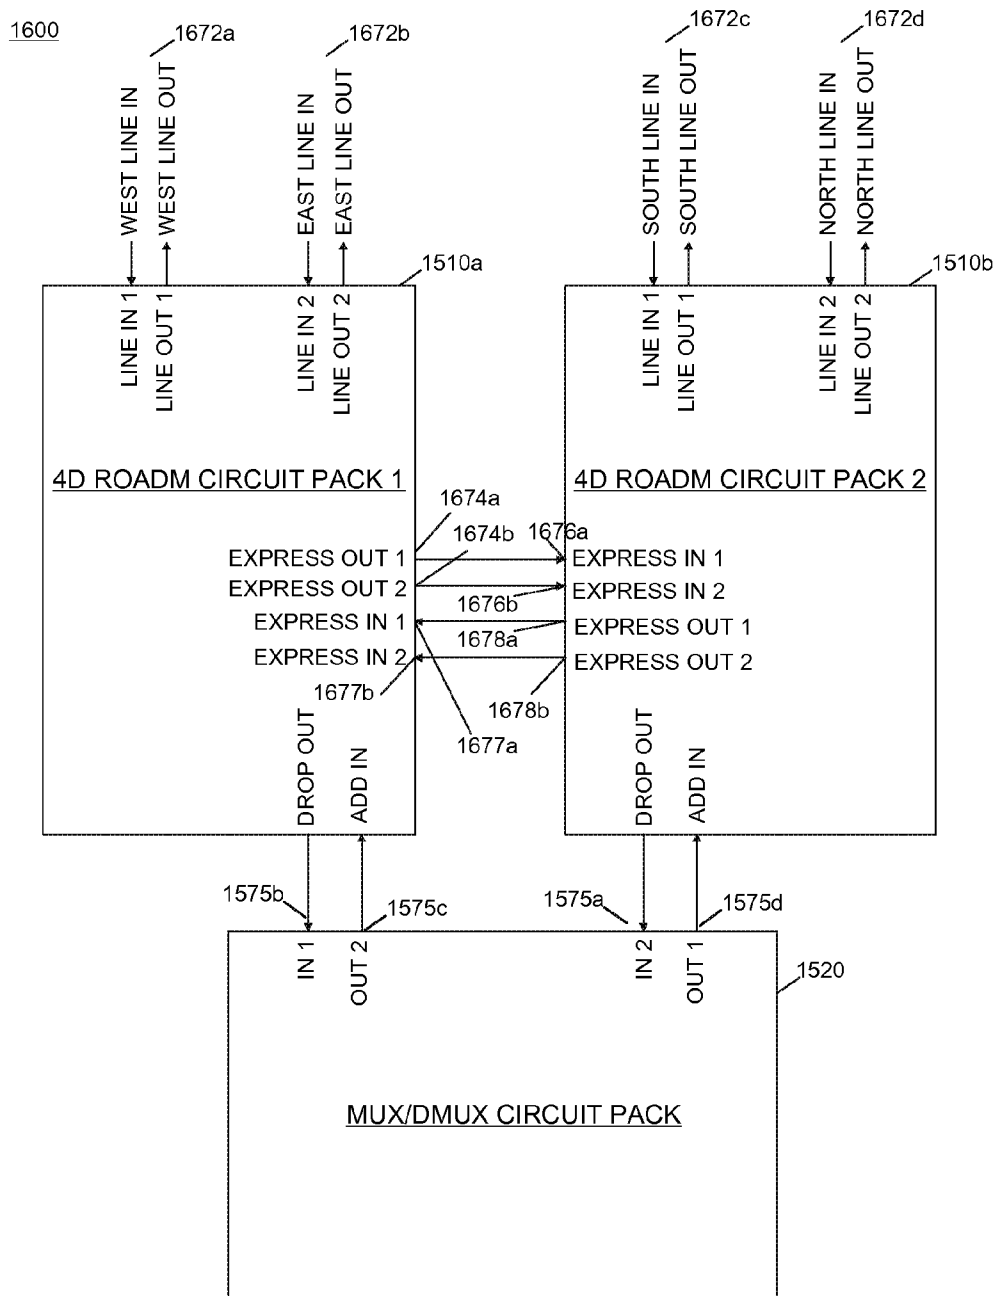 1600
1672a
1672b
1672c
1672d
WEST LINE IN
WEST LINE OUT
EAST LINE IN
EAST LINE OUT
SOUTH LINE IN
SOUTH LINE OUT
NORTH LINE IN
NORTH LINE OUT
1510a
1510b
LINE IN 1
LINE OUT 1
LINE IN 2
LINE OUT 2
LINE IN 1
LINE OUT 1
LINE IN 2
LINE OUT 2
4D ROADM CIRCUIT PACK 1
4D ROADM CIRCUIT PACK 2
1674a
1674b
1676a
EXPRESS OUT 1
EXPRESS IN 1
EXPRESS OUT 2
EXPRESS IN 2
1676b
EXPRESS IN 1
EXPRESS OUT 1
1678a
EXPRESS IN 2
EXPRESS OUT 2
1677b
1678b
1677a
DROP OUT
ADD IN
DROP OUT
ADD IN
1575b
1575c
1575a
1575d
IN 1
OUT 2
IN 2
OUT 1
1520
MUX/DMUX CIRCUIT PACK